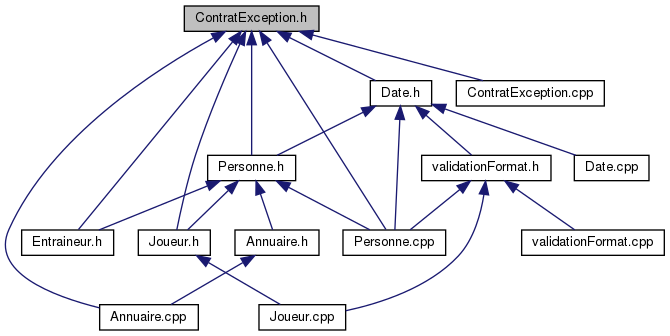 ContratException.h
Date.h
ContratException.cpp
Personne.h
validationFormat.h
Date.cpp
Entraineur.h
Joueur.h
Annuaire.h
Personne.cpp
validationFormat.cpp
Annuaire.cpp
Joueur.cpp